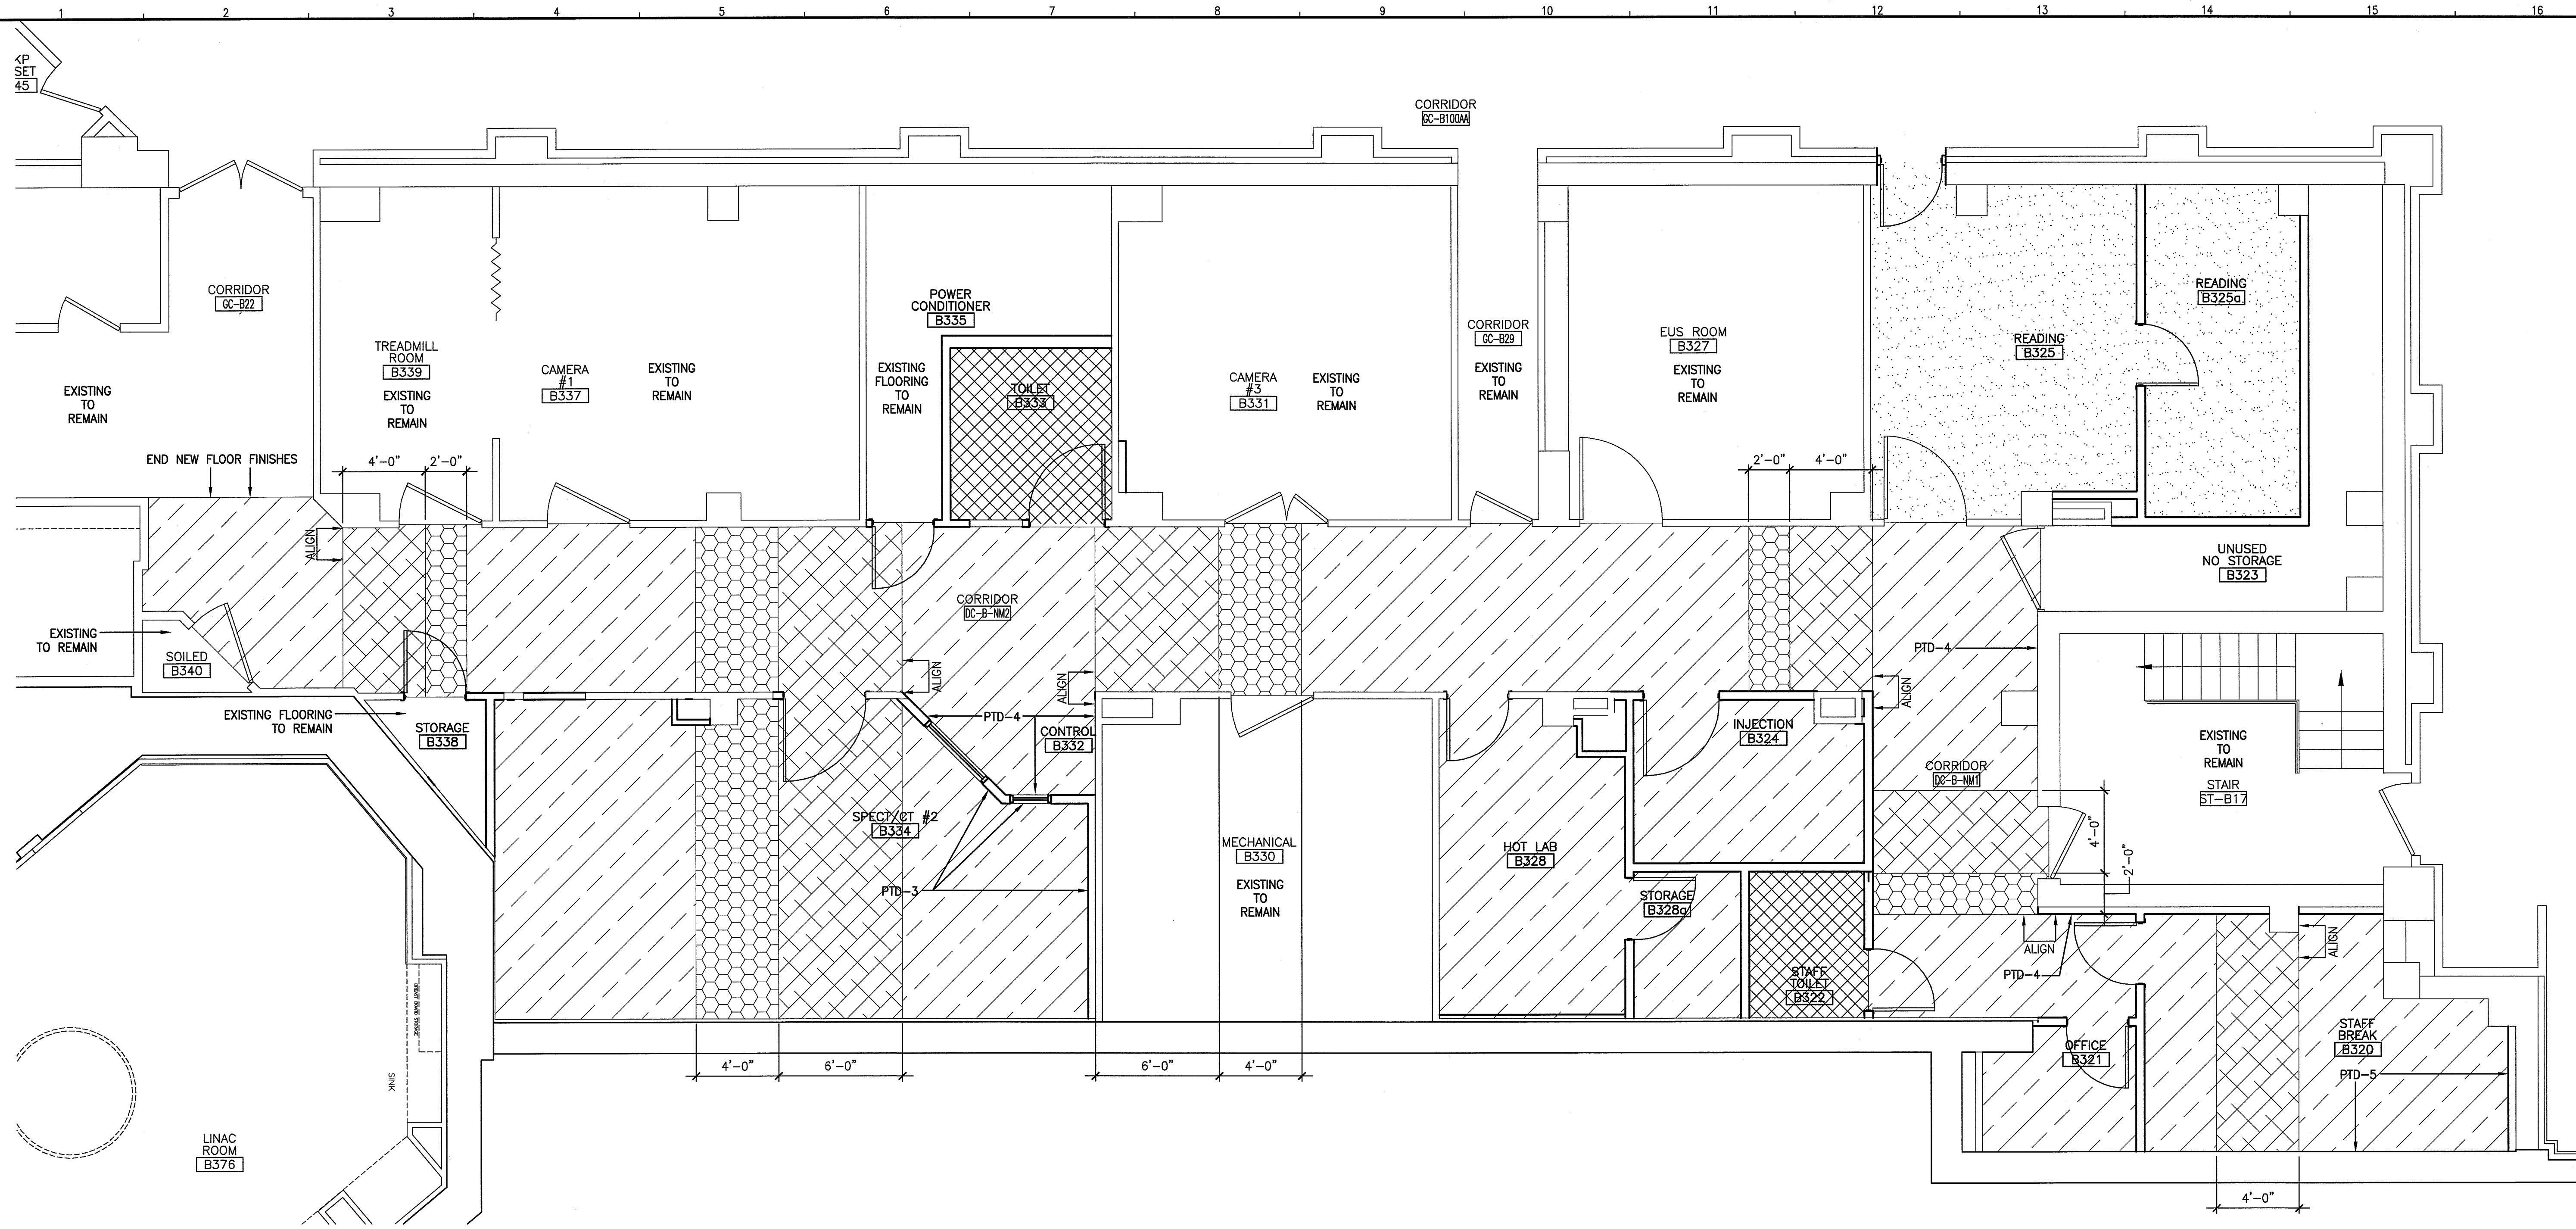 1 2 3 4 5 6 7 8 9 10 11 12 13 14 15 16
SET
45
CORRIDOR
GC-B100AA
CORRIDOR
GC-B22
POWER
CONDITIONER
B335
READING
B325a
CORRIDOR
GC-B29
EXISTING
TO
REMAIN
EUS ROOM
B327
EXISTING
TO
REMAIN
READING
B325
TREADMILL
ROOM
B339
EXISTING
TO
REMAIN
CAMERA
#1
B337
EXISTING
TO
REMAIN
EXISTING
FLOORING
TO
REMAIN
TOILET
B333
CAMERA
#3
B331
EXISTING
TO
REMAIN
EXISTING
TO
REMAIN
END NEW FLOOR FINISHES
4'-0"
2'-0"
2'-0"
4'-0"
ALIGN
UNUSED
NO STORAGE
B323
CORRIDOR
DC-B-NM2
EXISTING
TO REMAIN
SOILED
B340
PTD-4
ALIGN
ALIGN
ALIGN
EXISTING FLOORING
TO REMAIN
STORAGE
B338
PTD-4
CONTROL
B332
INJECTION
B324
EXISTING
TO
REMAIN
STAIR
ST-B17
CORRIDOR
DC-B-NM1
SPECT/CT #2
B334
4'-0"
2'-0"
MECHANICAL
B330
EXISTING
TO
REMAIN
HOT LAB
B328
PTD-3
STORAGE
B328a
ALIGN
ALIGN
PTD-4
STAFF
TOILET
B322
STAFF
BREAK
B320
OFFICE
B321
PTD-5
4'-0"
6'-0"
6'-0"
4'-0"
SINK
LINAC
ROOM
B376
4'-0"